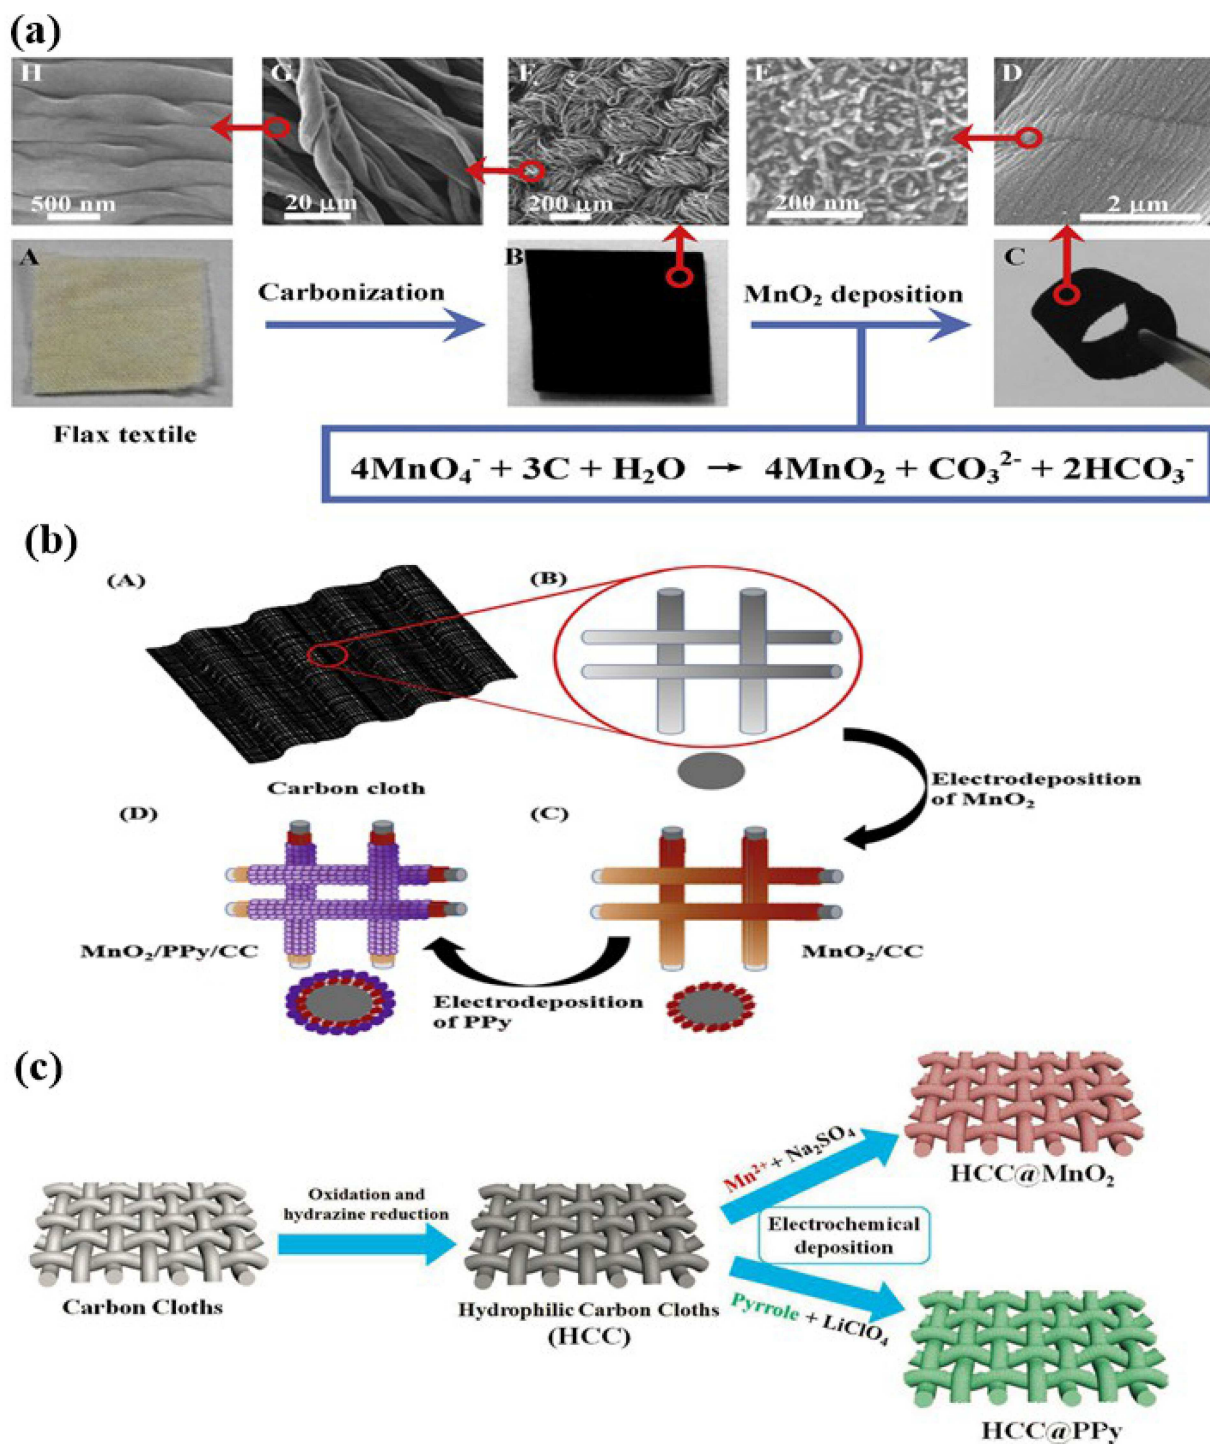 (a)
H
G
F
E
D
500 nm
20 μm
200 μm
200 nm
2 μm
A
B
C
Carbonization
MnO₂ deposition
Flax textile
4MnO₄⁻ + 3C + H₂O → 4MnO₂ + CO₃²⁻ + 2HCO₃⁻
(b)
(A)
(B)
Carbon cloth
Electrodeposition
of MnO₂
(D)
(C)
MnO₂/PPy/CC
MnO₂/CC
Electrodeposition
of PPy
(c)
Mn²⁺ + Na₂SO₄
HCC@MnO₂
Oxidation and
hydrazine reduction
Electrochemical
deposition
Carbon Cloths
Hydrophilic Carbon Cloths
(HCC)
Pyrrole + LiClO₄
HCC@PPy